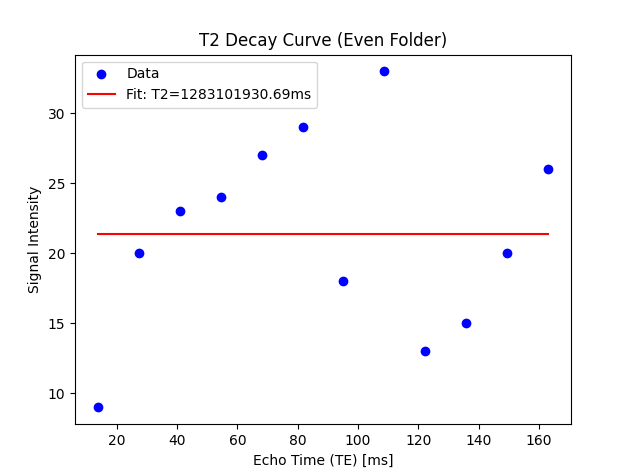 T2 Decay Curve (Even Folder)
Data
Fit: T2=1283101930.69ms
30
25
20
15
10
Signal Intensity
20 40 60 80 100 120 140 160
Echo Time (TE) [ms]